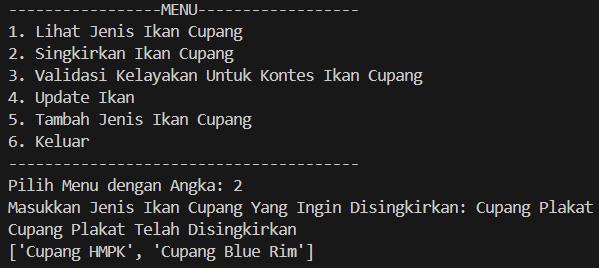 -----------------MENU------------------
1. Lihat Jenis Ikan Cupang
2. Singkirkan Ikan Cupang
3. Validasi Kelayakan Untuk Kontes Ikan Cupang
4. Update Ikan
5. Tambah Jenis Ikan Cupang
6. Keluar
---------------------------------------
Pilih Menu dengan Angka: 2
Masukkan Jenis Ikan Cupang Yang Ingin Disingkirkan: Cupang Plakat
Cupang Plakat Telah Disingkirkan
['Cupang HMPK', 'Cupang Blue Rim']